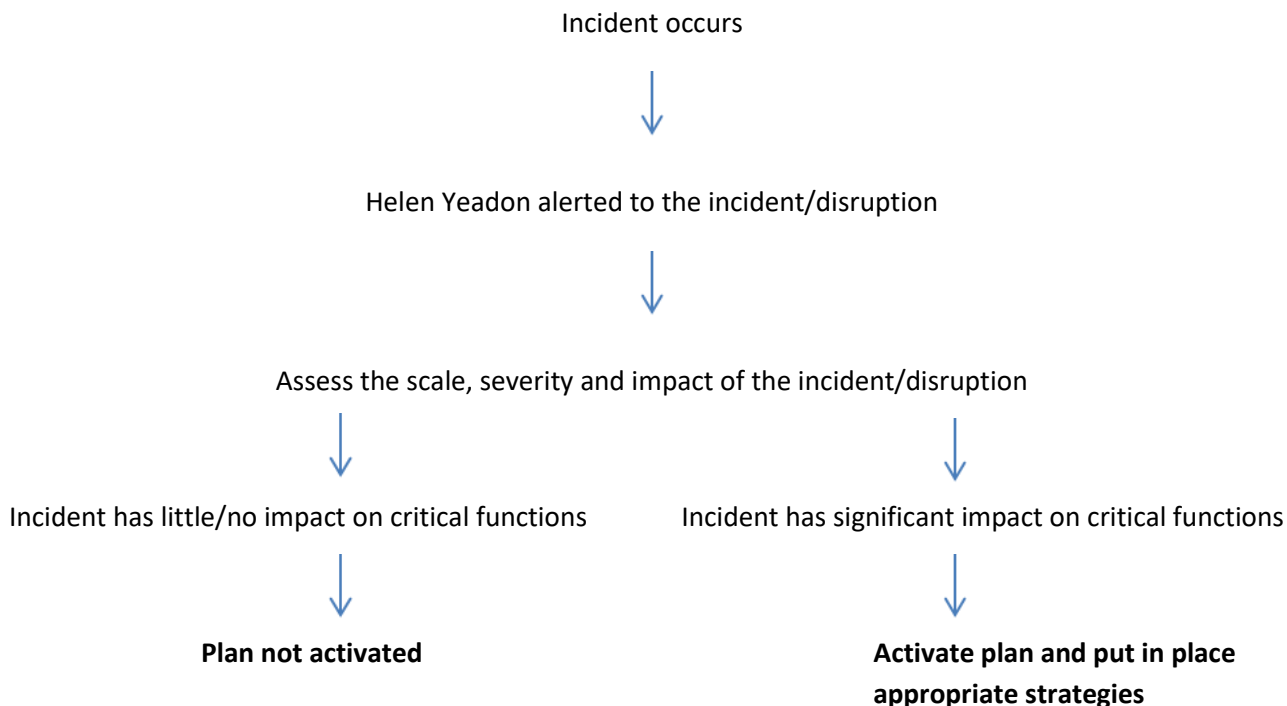 Incident occurs
Helen Yeadon alerted to the incident/disruption
Assess the scale, severity and impact of the incident/disruption
Incident has little/no impact on critical functions
Incident has significant impact on critical functions
Plan not activated
Activate plan and put in place
appropriate strategies